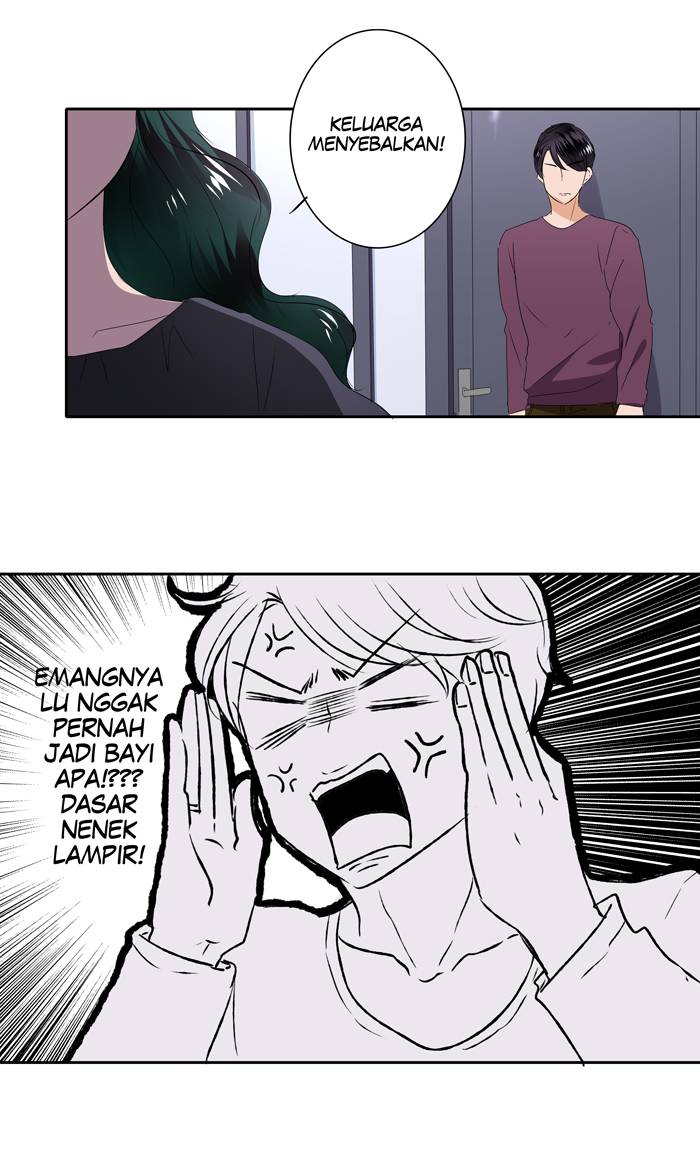 KELUARGA
MENYEBALKAN!
EMANGNYA
LU NGGAK
PERNAH
JADI BAYI
APA!???
DASAR
NENEK
LAMPIR!